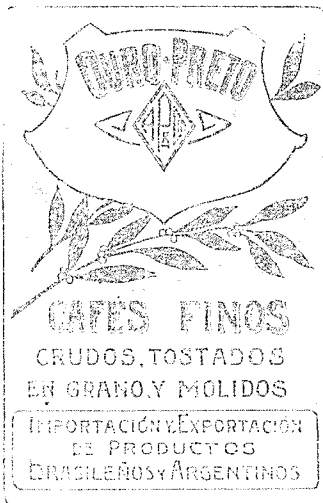 OURO-PRETO
CAFÉS FINOS
CRUDOS, TOSTADOS
EN GRANO, Y MOLIDOS
IMPORTACIÓN Y EXPORTACIÓN
DE PRODUCTOS
BRASILEÑOS Y ARGENTINOS